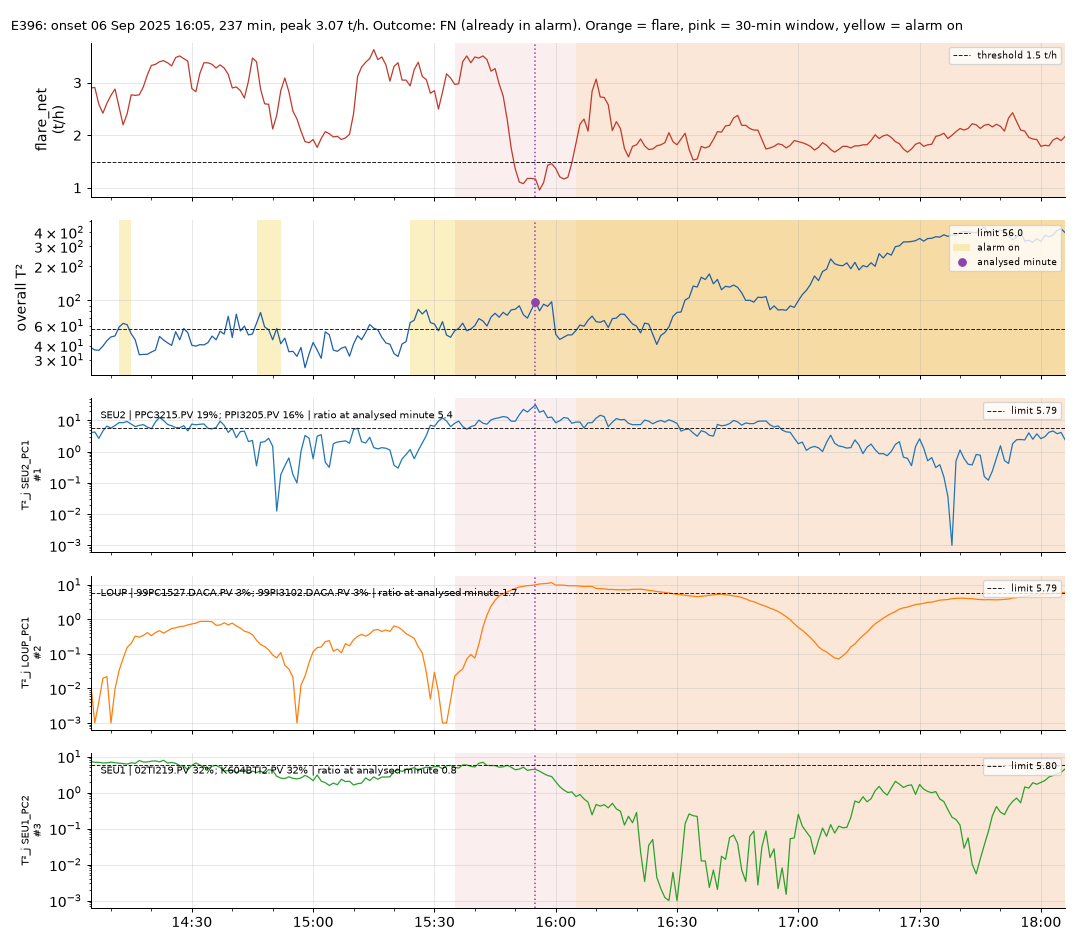 E396: onset 06 Sep 2025 16:05, 237 min, peak 3.07 t/h. Outcome: FN (already in alarm). Orange = flare, pink = 30-min window, yellow = alarm on
flare_net
(t/h)
3
2
1
threshold 1.5 t/h
overall T²
4 × 10²
3 × 10²
2 × 10²
10²
6 × 10¹
4 × 10¹
3 × 10¹
limit 56.0
alarm on
analysed minute
T²_j SEU2_PC1
#1
10¹
10⁰
10⁻¹
10⁻²
10⁻³
SEU2 | PPC3215.PV 19%; PPI3205.PV 16% | ratio at analysed minute 5.4
limit 5.79
T²_j LOUP_PC1
#2
10¹
10⁰
10⁻¹
10⁻²
10⁻³
LOUP | 99PC1527.DACA.PV 3%; 99PI3102.DACA.PV 3% | ratio at analysed minute 1.7
limit 5.79
T²_j SEU1_PC2
#3
10¹
10⁰
10⁻¹
10⁻²
10⁻³
SEU1 | 02TI219.PV 32%; K604BTI2.PV 32% | ratio at analysed minute 0.8
limit 5.80
14:30 15:00 15:30 16:00 16:30 17:00 17:30 18:00